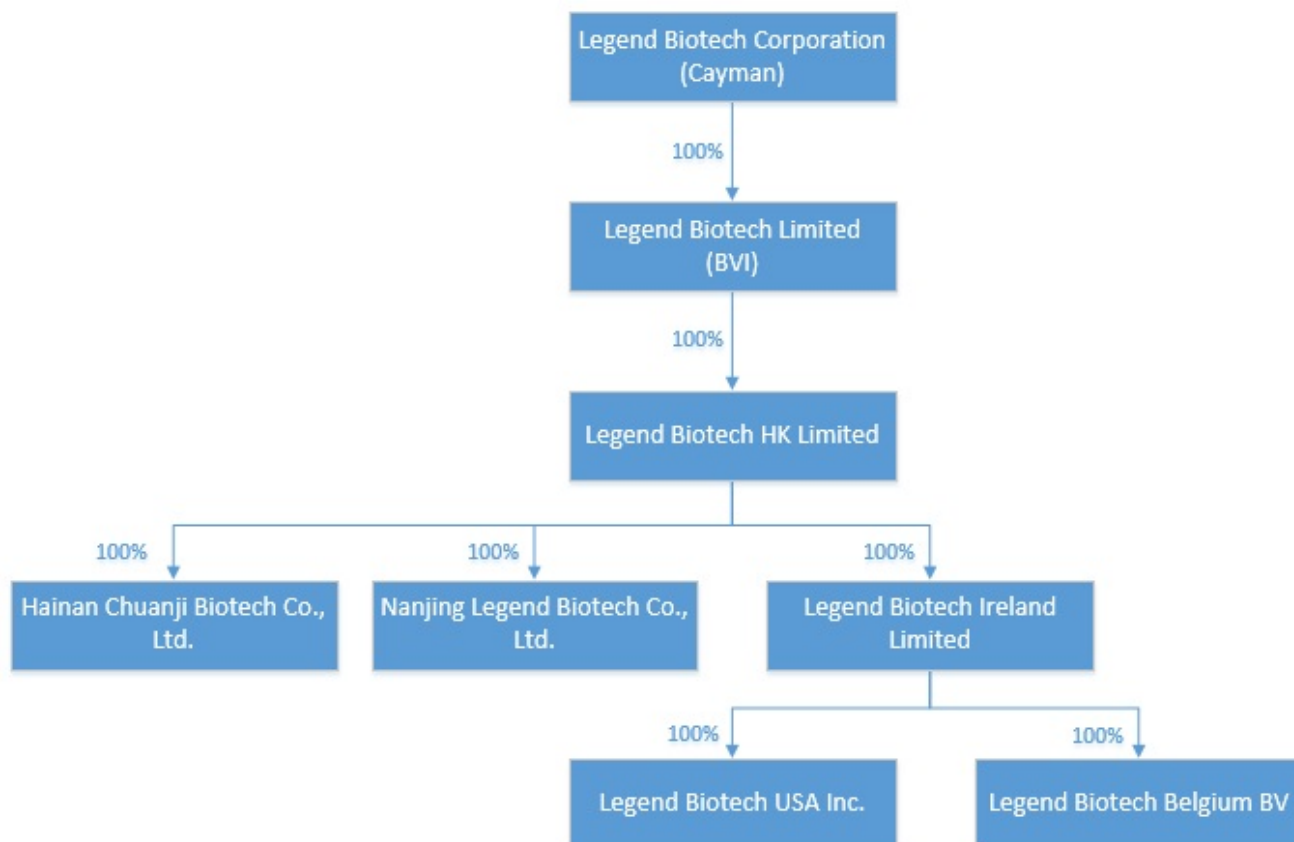 Legend Biotech Corporation
(Cayman)
100%
Legend Biotech Limited
(BVI)
100%
Legend Biotech HK Limited
100%
100%
100%
Hainan Chuanji Biotech Co.,
Ltd.
Nanjing Legend Biotech Co.,
Ltd.
Legend Biotech Ireland
Limited
100%
100%
Legend Biotech USA Inc.
Legend Biotech Belgium BV